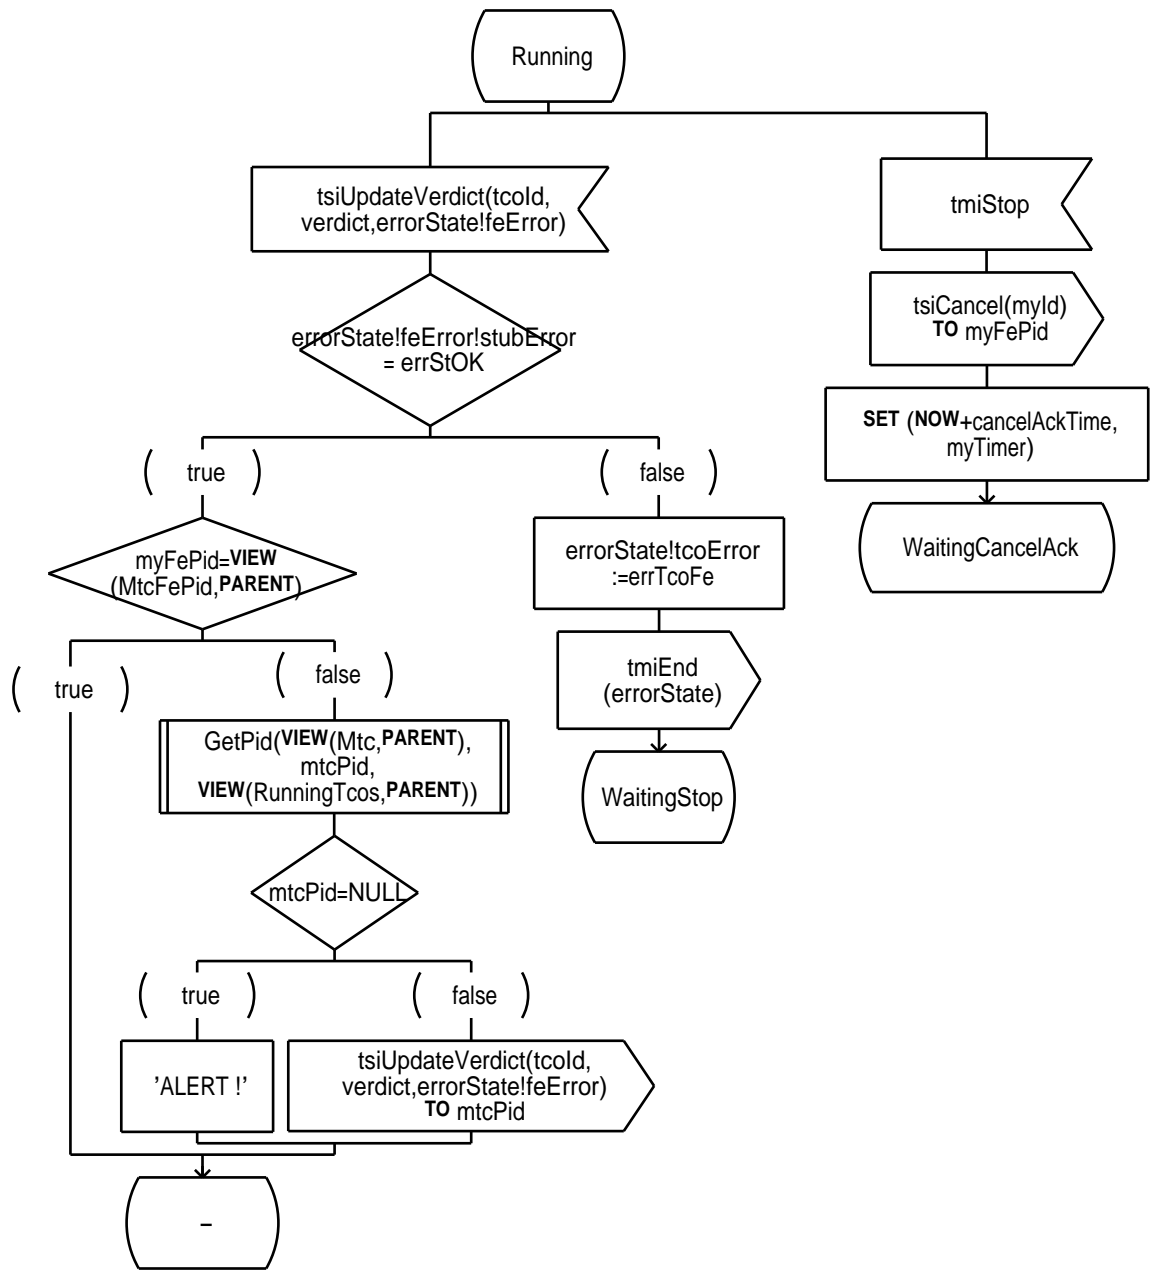 Running
tsiUpdateVerdict(tcoId,
verdict,errorState!feError)
tmiStop
tsiCancel(myId)
TO myFePid
errorState!feError!stubError
= errStOK
SET (NOW+cancelAckTime,
myTimer)
( true )
( false )
WaitingCancelAck
myFePid=VIEW
(MtcFePid,PARENT)
errorState!tcoError
:=errTcoFe
( true )
( false )
tmiEnd
(errorState)
GetPid(VIEW(Mtc,PARENT),
mtcPid,
VIEW(RunningTcos,PARENT))
WaitingStop
mtcPid=NULL
( true )
( false )
'ALERT !'
tsiUpdateVerdict(tcoId,
verdict,errorState!feError)
TO mtcPid
–